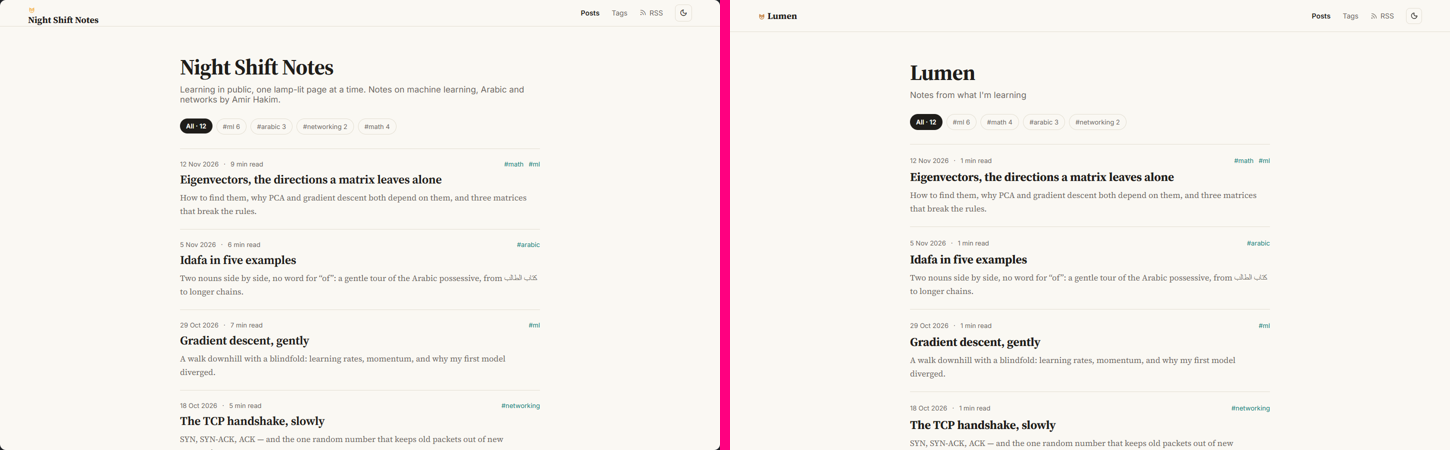 Night Shift Notes
Posts Tags RSS
Night Shift Notes
Learning in public, one lamp-lit page at a time. Notes on machine learning, Arabic and
networks by Amir Hakim.
All · 12 #ml 6 #arabic 3 #networking 2 #math 4
12 Nov 2026 · 9 min read #math #ml
Eigenvectors, the directions a matrix leaves alone
How to find them, why PCA and gradient descent both depend on them, and three matrices
that break the rules.
5 Nov 2026 · 6 min read #arabic
Idafa in five examples
Two nouns side by side, no word for “of”: a gentle tour of the Arabic possessive, from كتاب الطالب
to longer chains.
29 Oct 2026 · 7 min read #ml
Gradient descent, gently
A walk downhill with a blindfold: learning rates, momentum, and why my first model
diverged.
18 Oct 2026 · 5 min read #networking
The TCP handshake, slowly
SYN, SYN-ACK, ACK — and the one random number that keeps old packets out of new
Lumen
Posts Tags RSS
Lumen
Notes from what I'm learning
All · 12 #ml 6 #math 4 #arabic 3 #networking 2
12 Nov 2026 · 1 min read #math #ml
Eigenvectors, the directions a matrix leaves alone
How to find them, why PCA and gradient descent both depend on them, and three matrices
that break the rules.
5 Nov 2026 · 1 min read #arabic
Idafa in five examples
Two nouns side by side, no word for “of”: a gentle tour of the Arabic possessive, from كتاب الطالب
to longer chains.
29 Oct 2026 · 1 min read #ml
Gradient descent, gently
A walk downhill with a blindfold: learning rates, momentum, and why my first model
diverged.
18 Oct 2026 · 1 min read #networking
The TCP handshake, slowly
SYN, SYN-ACK, ACK — and the one random number that keeps old packets out of new